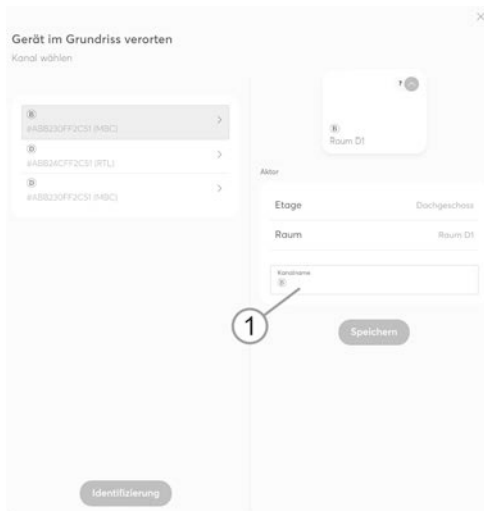 Gerät im Grundriss verorten
Kanal wählen
B
#ABB230FF2C51 (MBC)
B
#ABB2ACFF2C51 (RTL)
B
#ABB230FF2C51 (MBC)
Identifizierung
?
B
Raum D1
Aktor
Etage Dachgeschoss
Raum Raum D1
Kanalname
B
1
Speichern